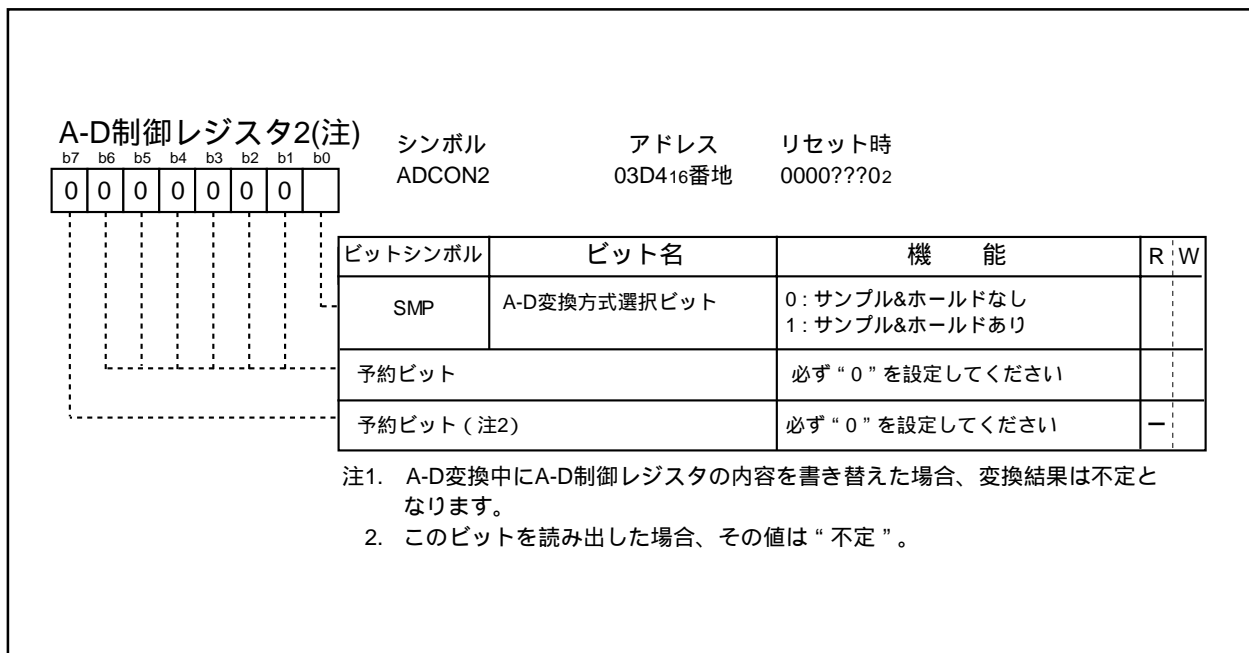 A-D制御レジスタ2(注)
シンボル アドレス リセット時
ADCON2 03D416番地 0000???02
b7 b6 b5 b4 b3 b2 b1 b0
0 0 0 0 0 0 0
ビットシンボル ビット名 機 能 R W
SMP A-D変換方式選択ビット 0 : サンプル&ホールドなし
1 : サンプル&ホールドあり
予約ビット 必ず“0”を設定してください
予約ビット(注2) 必ず“0”を設定してください ー
注1. A-D変換中にA-D制御レジスタの内容を書き替えた場合、変換結果は不定と
なります。
2. このビットを読み出した場合、その値は“不定”。